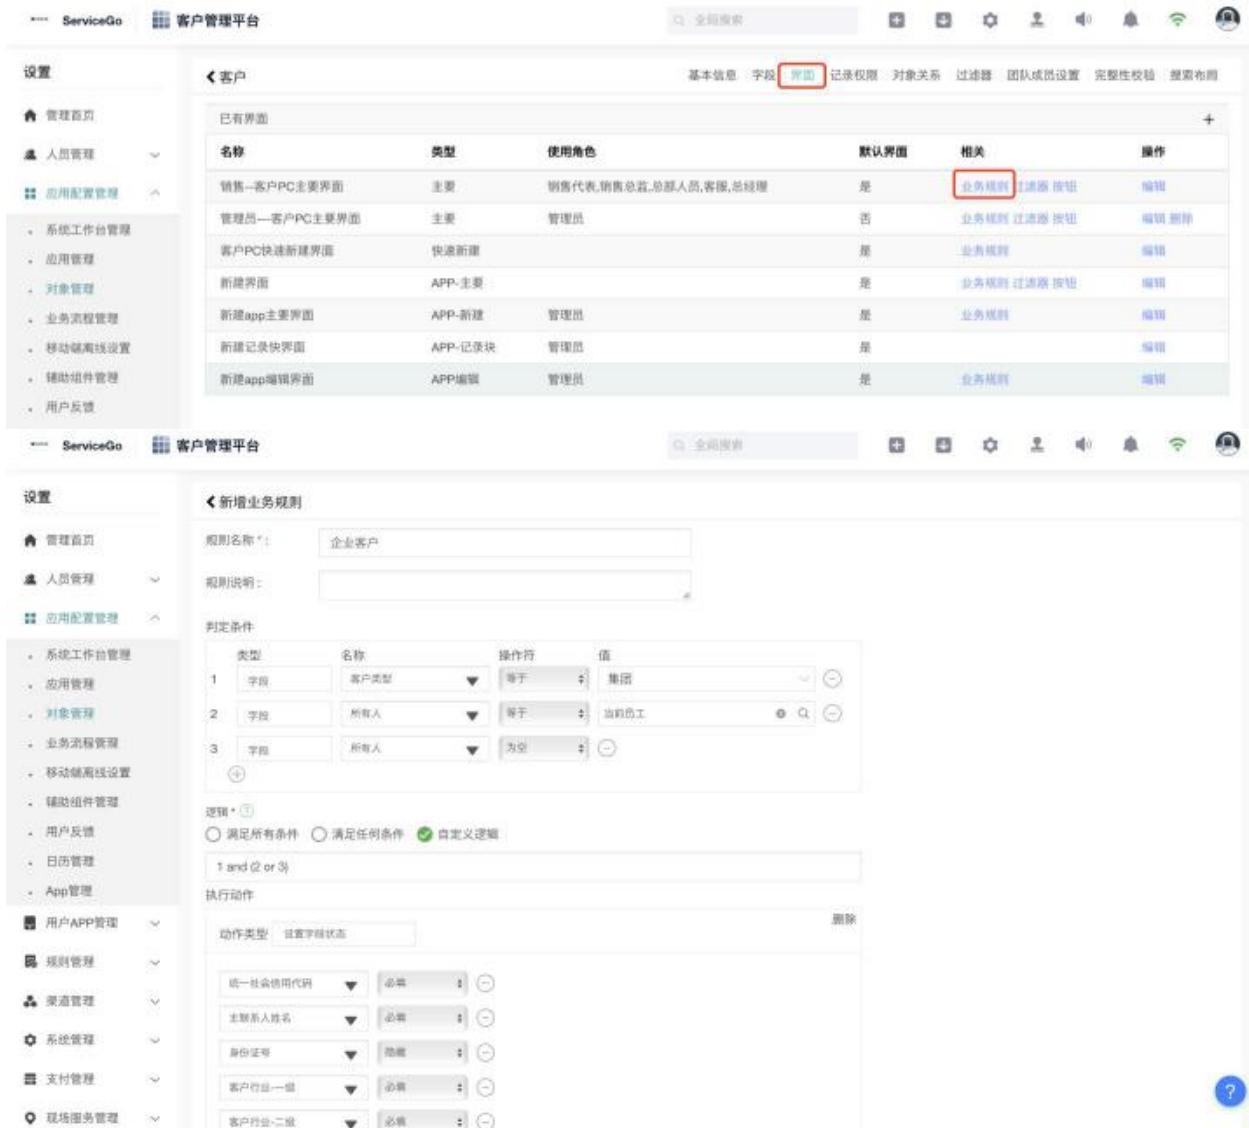 ServiceGo 客户管理平台 全局搜索
设置
客户 基本信息 字段 界面 记录权限 对象关系 过滤器 团队成员设置 完整性校验 搜索布局
管理首页
人员管理
应用配置管理
系统工作台管理
应用管理
对象管理
业务流程管理
移动端离线设置
辅助组件管理
用户反馈
已有界面 +
名称 类型 使用角色 默认界面 相关 操作
销售--客户PC主要界面 主要 销售代表,销售总监,总部人员,客服,总经理 是 业务规则 过滤器 按钮 编辑
管理员—-客户PC主要界面 主要 管理员 否 业务规则 过滤器 按钮 编辑 删除
客户PC快速新建界面 快速新建 是 业务规则 编辑
新建界面 APP-主要 是 业务规则 过滤器 按钮 编辑
新建app主要界面 APP-新建 管理员 是 业务规则 编辑
新建记录快界面 APP-记录块 管理员 是 编辑
新建app编辑界面 APP编辑 管理员 是 业务规则 编辑
ServiceGo 客户管理平台 全局搜索
设置
管理首页
人员管理
应用配置管理
系统工作台管理
应用管理
对象管理
业务流程管理
移动端离线设置
辅助组件管理
用户反馈
日历管理
App管理
用户APP管理
规则管理
渠道管理
系统管理
支付管理
现场服务管理
新增业务规则
规则名称 * : 企业客户
规则说明 :
判定条件
类型 名称 操作符 值
1 字段 客户类型 等于 集团
2 字段 所有人 等于 当前员工
3 字段 所有人 为空
逻辑 * ?
满足所有条件 满足任何条件 自定义逻辑
1 and (2 or 3)
执行动作
删除
动作类型 设置字段状态
统一社会信用代码 必填
主联系人姓名 必填
身份证号 隐藏
客户行业-一级 必填
客户行业-二级 必填
?